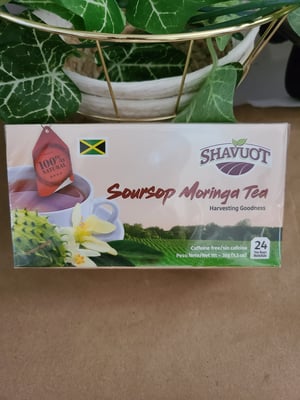 SHAVUOT
100%
NATURAL
Soursop Moringa Tea
Harvesting Goodness
Caffeine free/sin cafeína
24